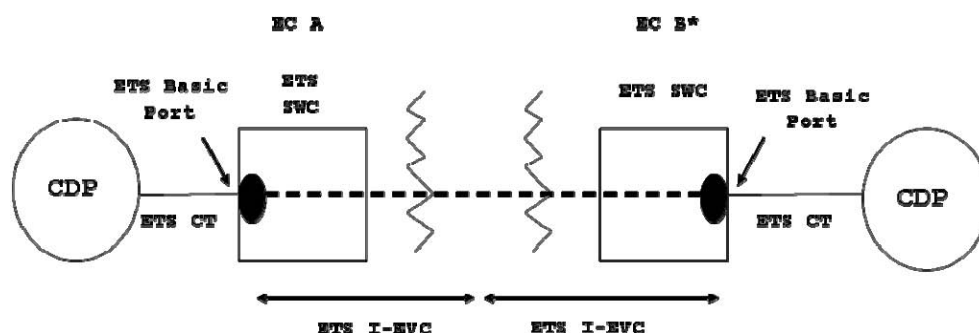 EC A
EC B*
ETS
SWC
ETS SWC
ETS Basic
Port
ETS Basic
Port
CDP
CDP
ETS CT
ETS CT
ETS I-EVC
ETS I-EVC